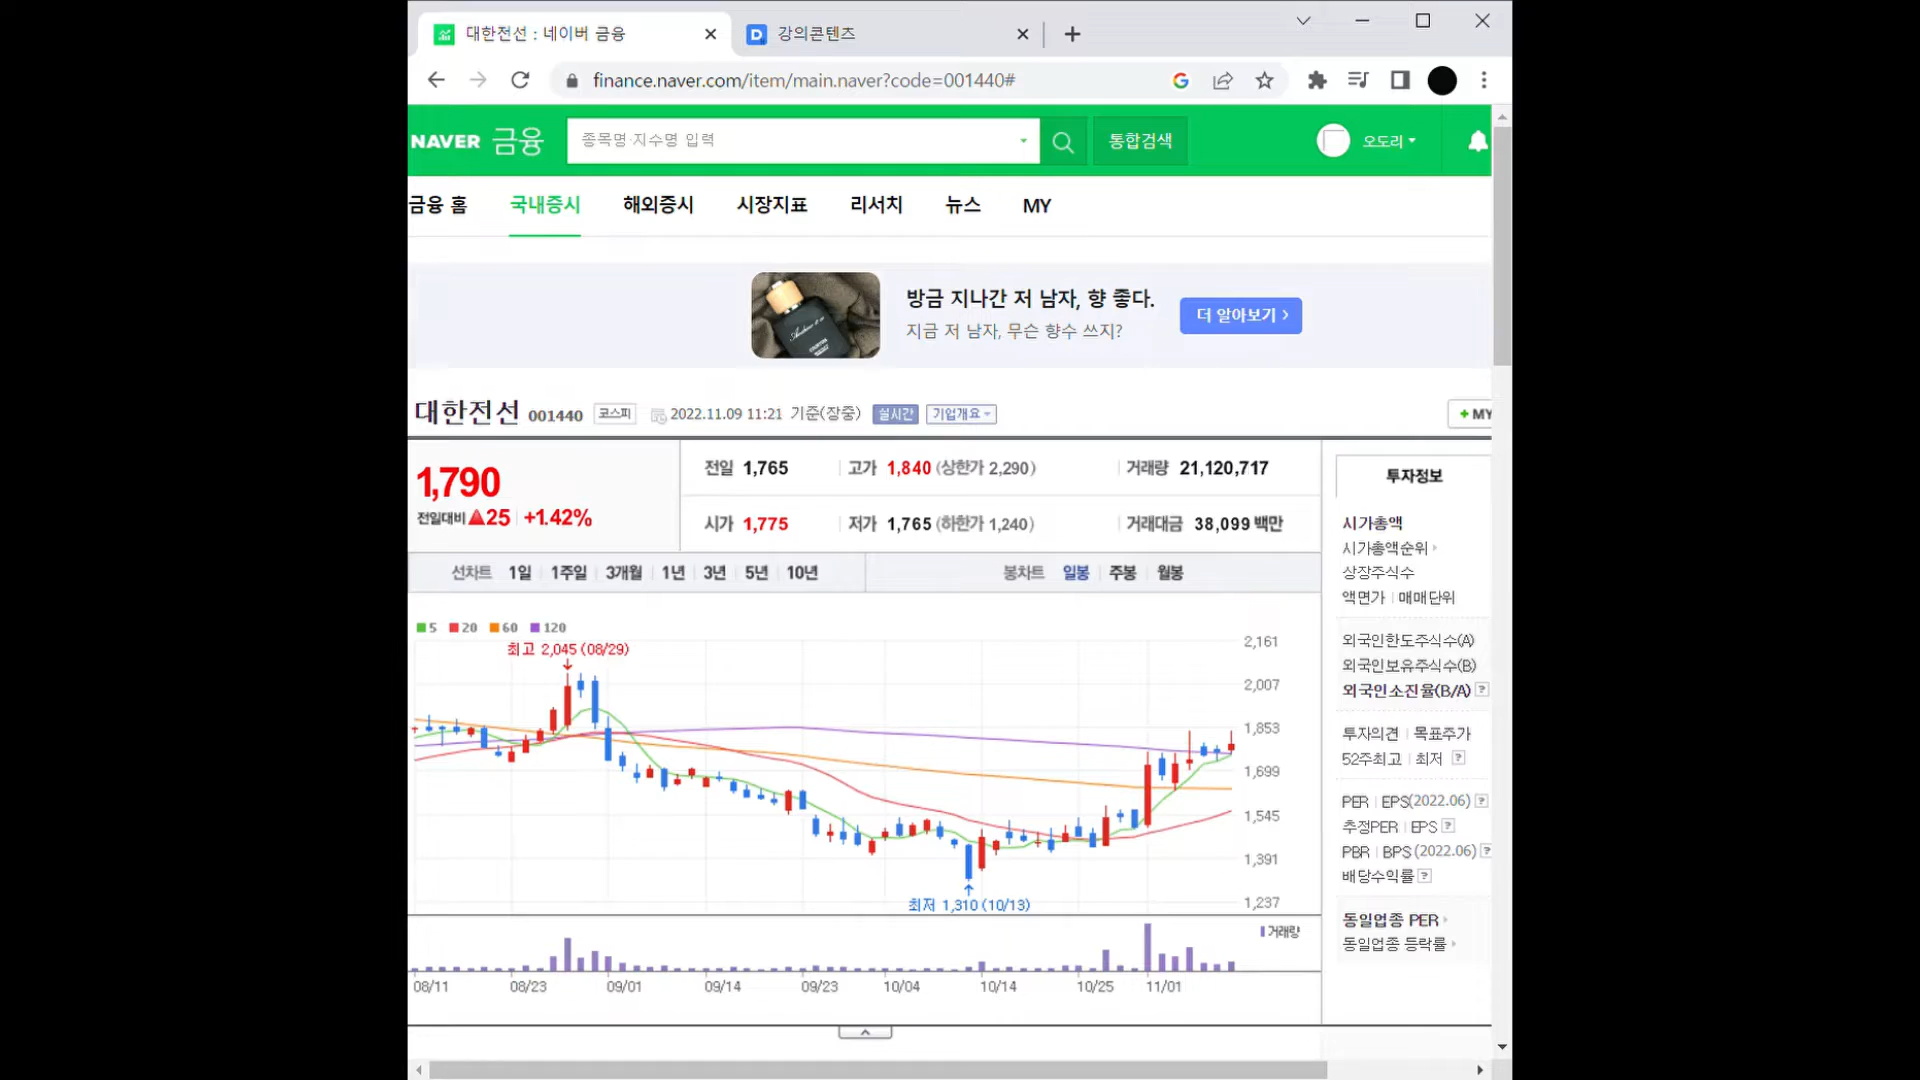 대한전선 : 네이버 금융
강의콘텐츠
finance.naver.com/item/main.naver?code=001440#
NAVER 금융
종목명·지수명 입력
통합검색
오도리
금융 홈 국내증시 해외증시 시장지표 리서치 뉴스 MY
방금 지나간 저 남자, 향 좋다.
지금 저 남자, 무슨 향수 쓰지?
더 알아보기 >
대한전선 001440 코스피 2022.11.09 11:21 기준(장중) 실시간 기업개요
+ MY
1,790
전일대비 ▲25 +1.42%
전일 1,765 고가 1,840 (상한가 2,290) 거래량 21,120,717
시가 1,775 저가 1,765 (하한가 1,240) 거래대금 38,099 백만
선차트 1일 1주일 3개월 1년 3년 5년 10년
봉차트 일봉 주봉 월봉
5 20 60 120
최고 2,045 (08/29)
2,161
2,007
1,853
1,699
1,545
1,391
1,237
최저 1,310 (10/13)
거래량
08/11 08/23 09/01 09/14 09/23 10/04 10/14 10/25 11/01
투자정보
시가총액
시가총액순위
상장주식수
액면가 | 매매단위
외국인한도주식수(A)
외국인보유주식수(B)
외국인소진율(B/A) ?
투자의견 | 목표주가
52주최고 | 최저 ?
PER | EPS(2022.06) ?
추정PER | EPS ?
PBR | BPS (2022.06) ?
배당수익률 ?
동일업종 PER
동일업종 등락률